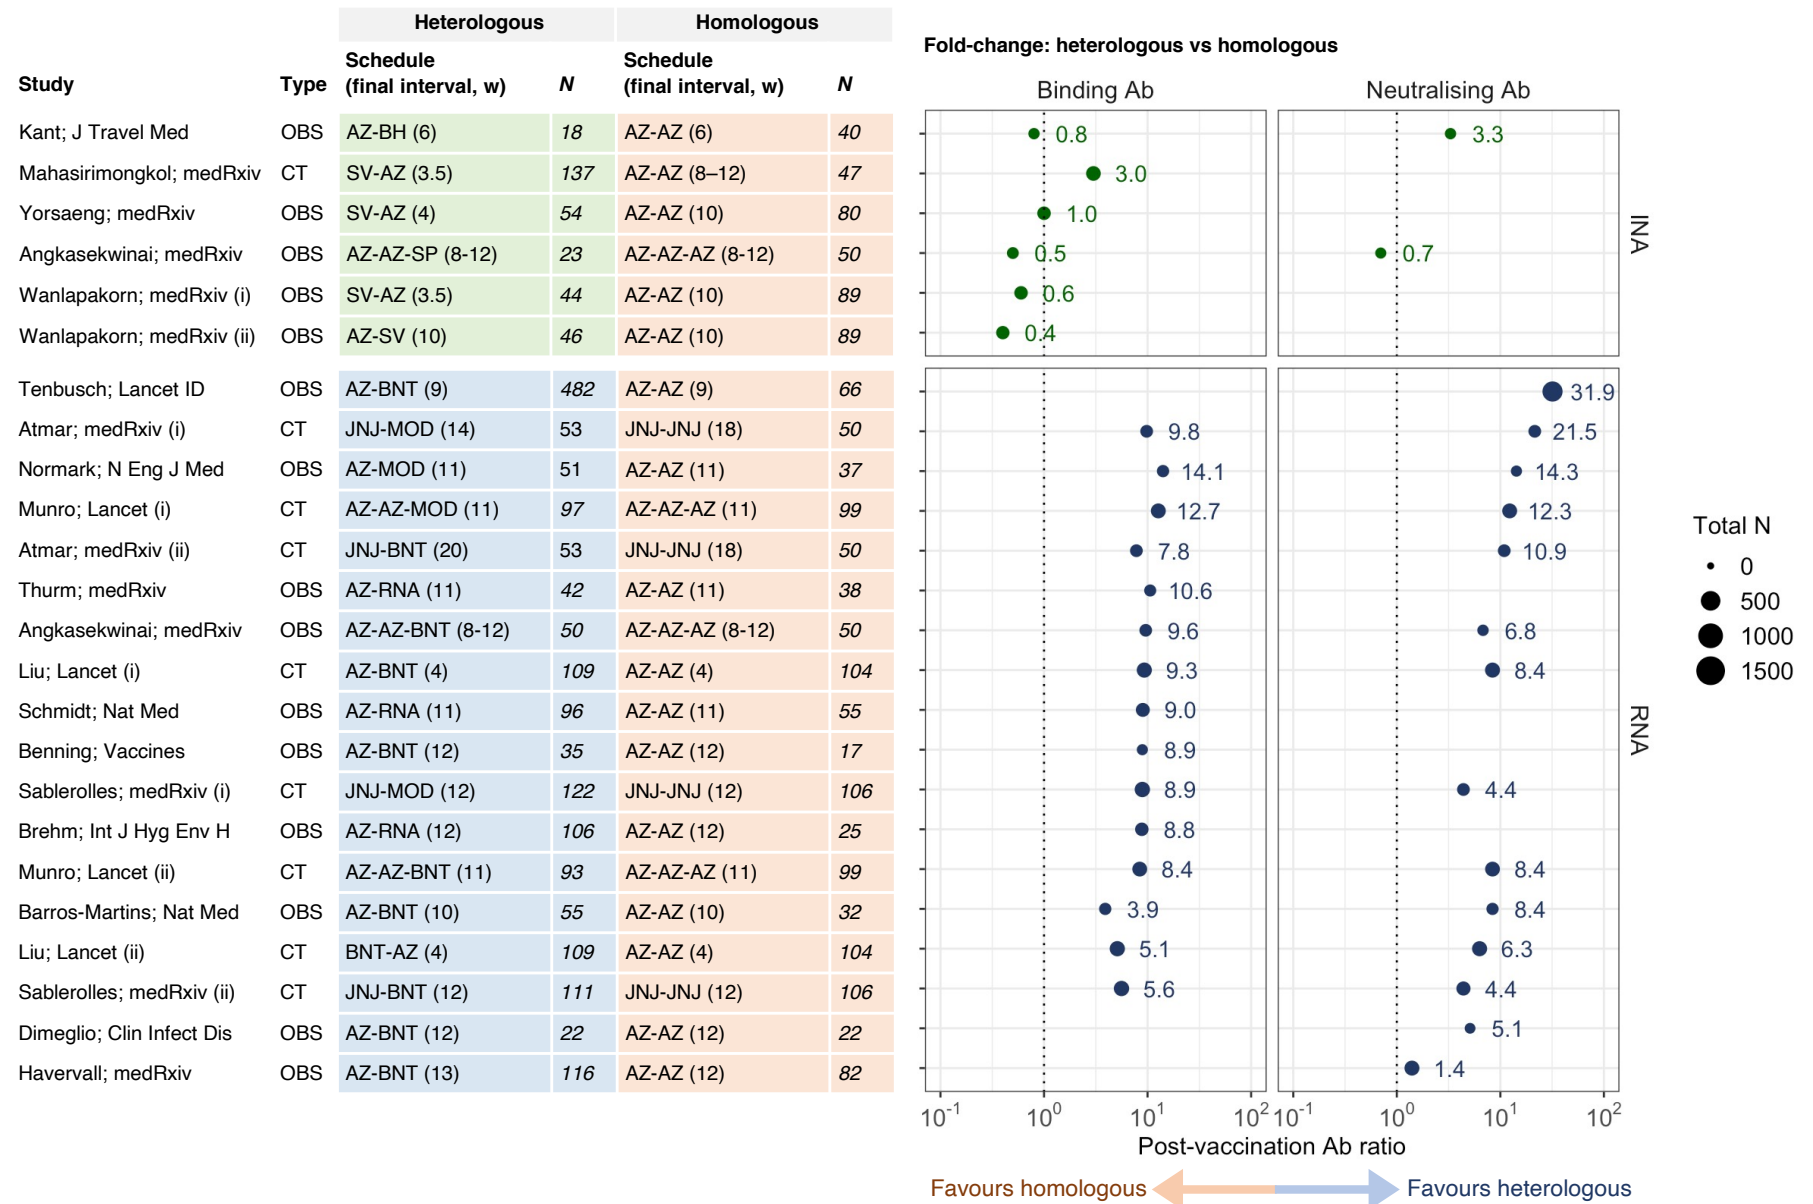 Heterologous Homologous
Fold-change: heterologous vs homologous
Study Type Schedule (final interval, w) N Schedule (final interval, w) N Binding Ab Neutralising Ab
Kant; J Travel Med OBS AZ-BH (6) 18 AZ-AZ (6) 40 0.8 3.3
Mahasirimongkol; medRxiv CT SV-AZ (3.5) 137 AZ-AZ (8–12) 47 3.0
Yorsaeng; medRxiv OBS SV-AZ (4) 54 AZ-AZ (10) 80 1.0
Angkasekwinai; medRxiv OBS AZ-AZ-SP (8-12) 23 AZ-AZ-AZ (8-12) 50 0.5 0.7
Wanlapakorn; medRxiv (i) OBS SV-AZ (3.5) 44 AZ-AZ (10) 89 0.6
Wanlapakorn; medRxiv (ii) OBS AZ-SV (10) 46 AZ-AZ (10) 89 0.4
INA
Tenbusch; Lancet ID OBS AZ-BNT (9) 482 AZ-AZ (9) 66 31.9
Atmar; medRxiv (i) CT JNJ-MOD (14) 53 JNJ-JNJ (18) 50 9.8 21.5
Normark; N Eng J Med OBS AZ-MOD (11) 51 AZ-AZ (11) 37 14.1 14.3
Munro; Lancet (i) CT AZ-AZ-MOD (11) 97 AZ-AZ-AZ (11) 99 12.7 12.3
Atmar; medRxiv (ii) CT JNJ-BNT (20) 53 JNJ-JNJ (18) 50 7.8 10.9
Thurm; medRxiv OBS AZ-RNA (11) 42 AZ-AZ (11) 38 10.6
Angkasekwinai; medRxiv OBS AZ-AZ-BNT (8-12) 50 AZ-AZ-AZ (8-12) 50 9.6 6.8
Liu; Lancet (i) CT AZ-BNT (4) 109 AZ-AZ (4) 104 9.3 8.4
Schmidt; Nat Med OBS AZ-RNA (11) 96 AZ-AZ (11) 55 9.0
Benning; Vaccines OBS AZ-BNT (12) 35 AZ-AZ (12) 17 8.9
Sablerolles; medRxiv (i) CT JNJ-MOD (12) 122 JNJ-JNJ (12) 106 8.9 4.4
Brehm; Int J Hyg Env H OBS AZ-RNA (12) 106 AZ-AZ (12) 25 8.8
Munro; Lancet (ii) CT AZ-AZ-BNT (11) 93 AZ-AZ-AZ (11) 99 8.4 8.4
Barros-Martins; Nat Med OBS AZ-BNT (10) 55 AZ-AZ (10) 32 3.9 8.4
Liu; Lancet (ii) CT BNT-AZ (4) 109 AZ-AZ (4) 104 5.1 6.3
Sablerolles; medRxiv (ii) CT JNJ-BNT (12) 111 JNJ-JNJ (12) 106 5.6 4.4
Dimeglio; Clin Infect Dis OBS AZ-BNT (12) 22 AZ-AZ (12) 22 5.1
Havervall; medRxiv OBS AZ-BNT (13) 116 AZ-AZ (12) 82 1.4
RNA
10⁻¹ 10⁰ 10¹ 10² 10⁻¹ 10⁰ 10¹ 10²
Post-vaccination Ab ratio
Favours homologous Favours heterologous
Total N
0
500
1000
1500